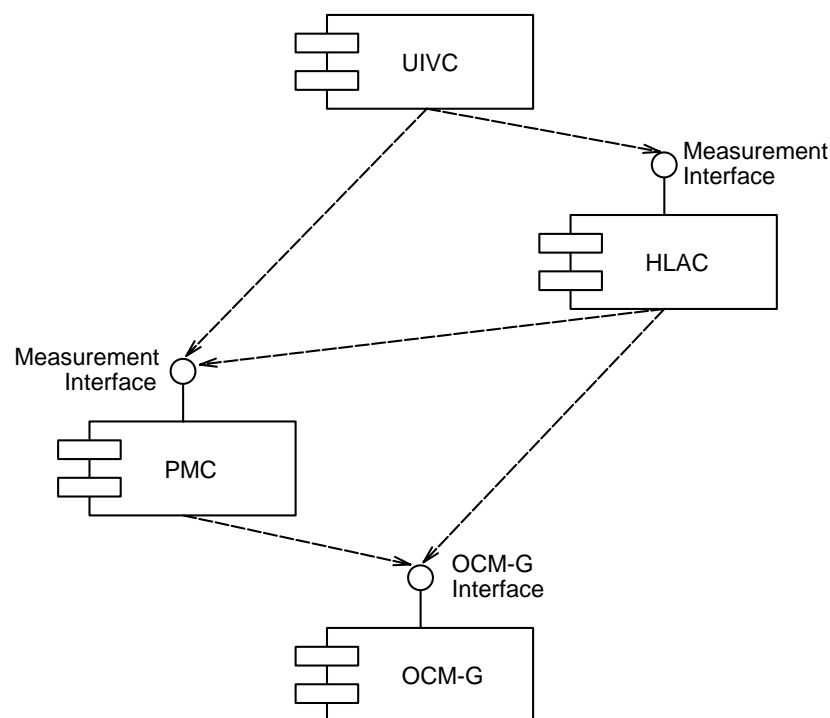 UIVC
Measurement
Interface
HLAC
Measurement
Interface
PMC
OCM-G
Interface
OCM-G